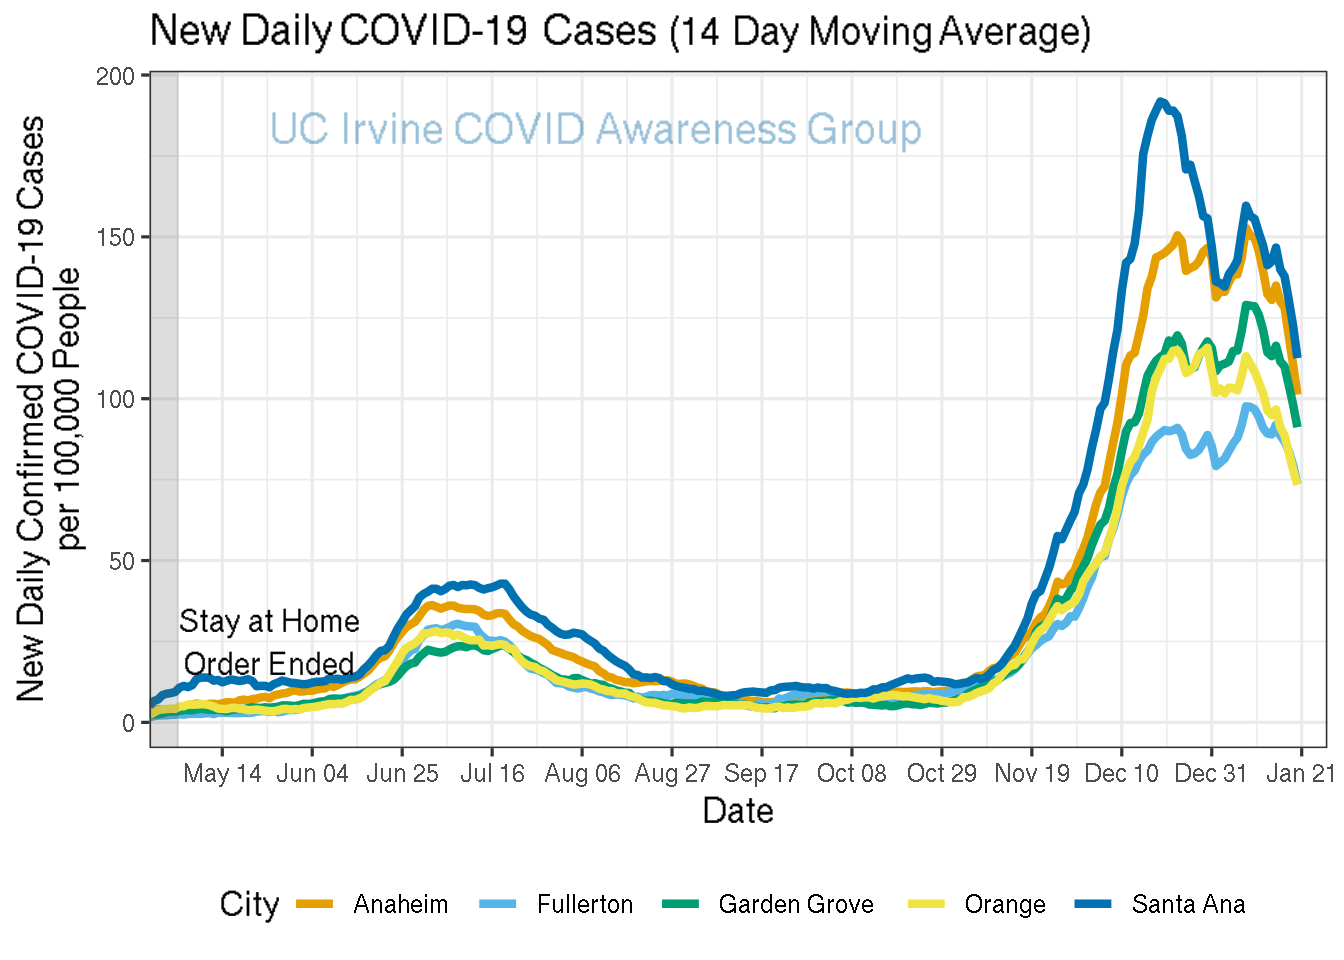 New Daily COVID-19 Cases (14 Day Moving Average)
UC Irvine COVID Awareness Group
New Daily Confirmed COVID-19 Cases
per 100,000 People
200
150
100
50
0
Stay at Home
Order Ended
May 14 Jun 04 Jun 25 Jul 16 Aug 06 Aug 27 Sep 17 Oct 08 Oct 29 Nov 19 Dec 10 Dec 31 Jan 21
Date
City Anaheim Fullerton Garden Grove Orange Santa Ana